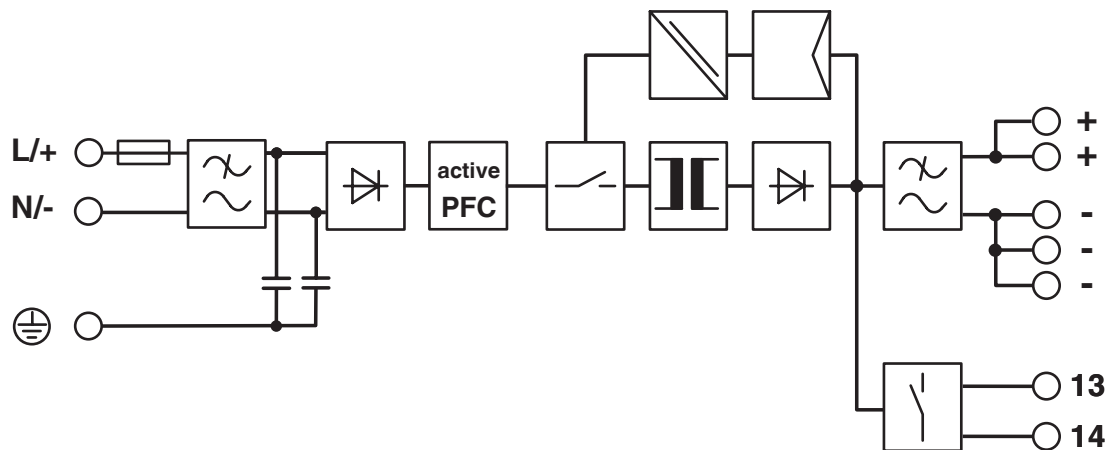 L/+
N/-
active
PFC
+
+
-
-
-
13
14